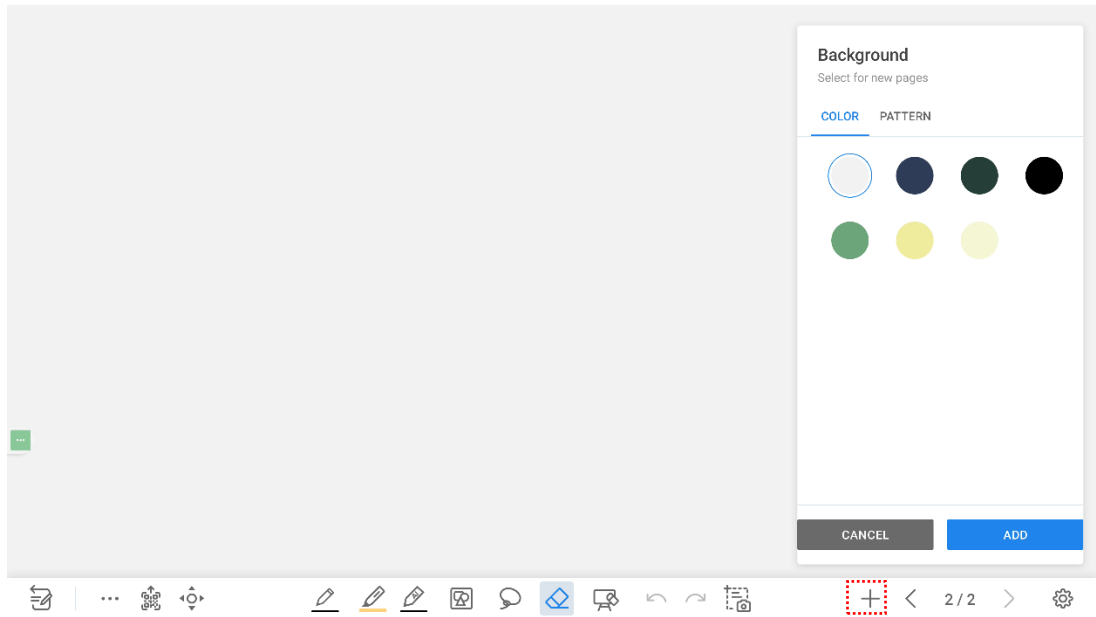 Background
Select for new pages
COLOR PATTERN
CANCEL ADD
2 / 2